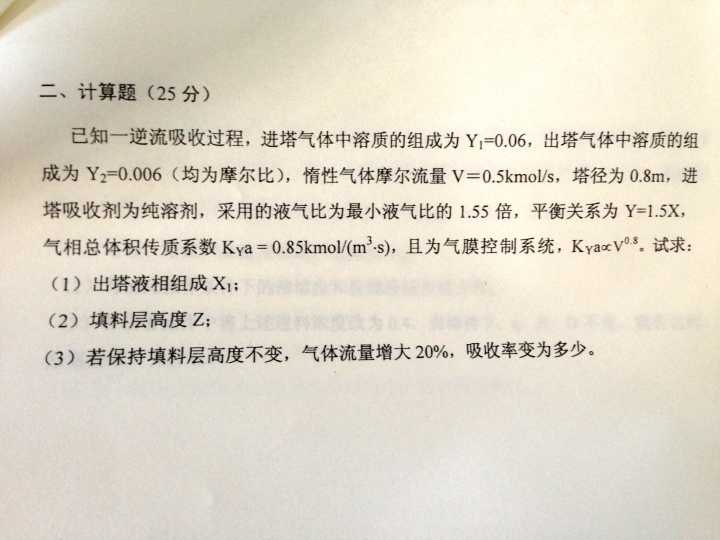 二、计算题（25 分）
已知一逆流吸收过程，进塔气体中溶质的组成为 Y₁=0.06，出塔气体中溶质的组
成为 Y₂=0.006（均为摩尔比），惰性气体摩尔流量 V＝0.5kmol/s，塔径为 0.8m，进
塔吸收剂为纯溶剂，采用的液气比为最小液气比的 1.55 倍，平衡关系为 Y=1.5X，
气相总体积传质系数 Kʏa = 0.85kmol/(m³·s)，且为气膜控制系统，Kʏa∝V⁰·⁸。试求：
（1）出塔液相组成 X₁；
（2）填料层高度 Z；
（3）若保持填料层高度不变，气体流量增大 20%，吸收率变为多少。